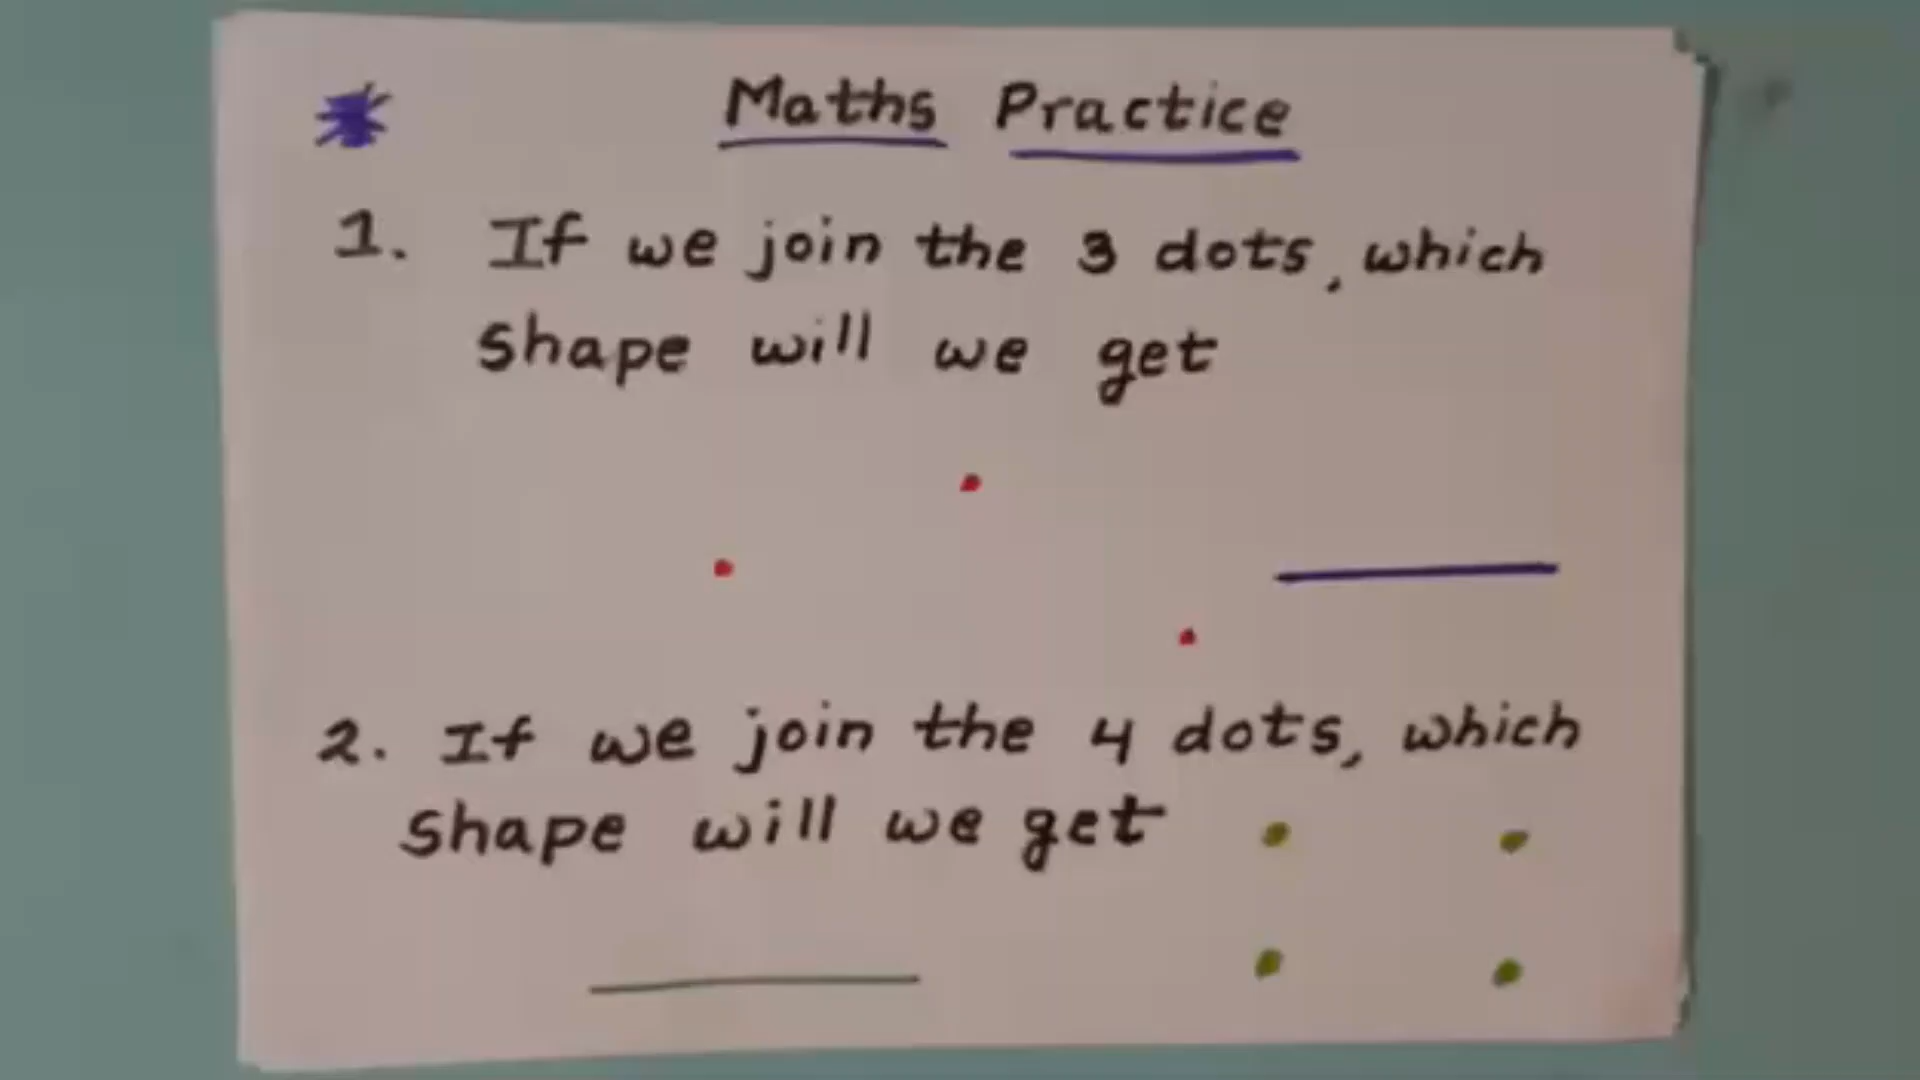 Maths Practice
1. If we join the 3 dots, which
shape will we get
2. If we join the 4 dots, which
shape will we get